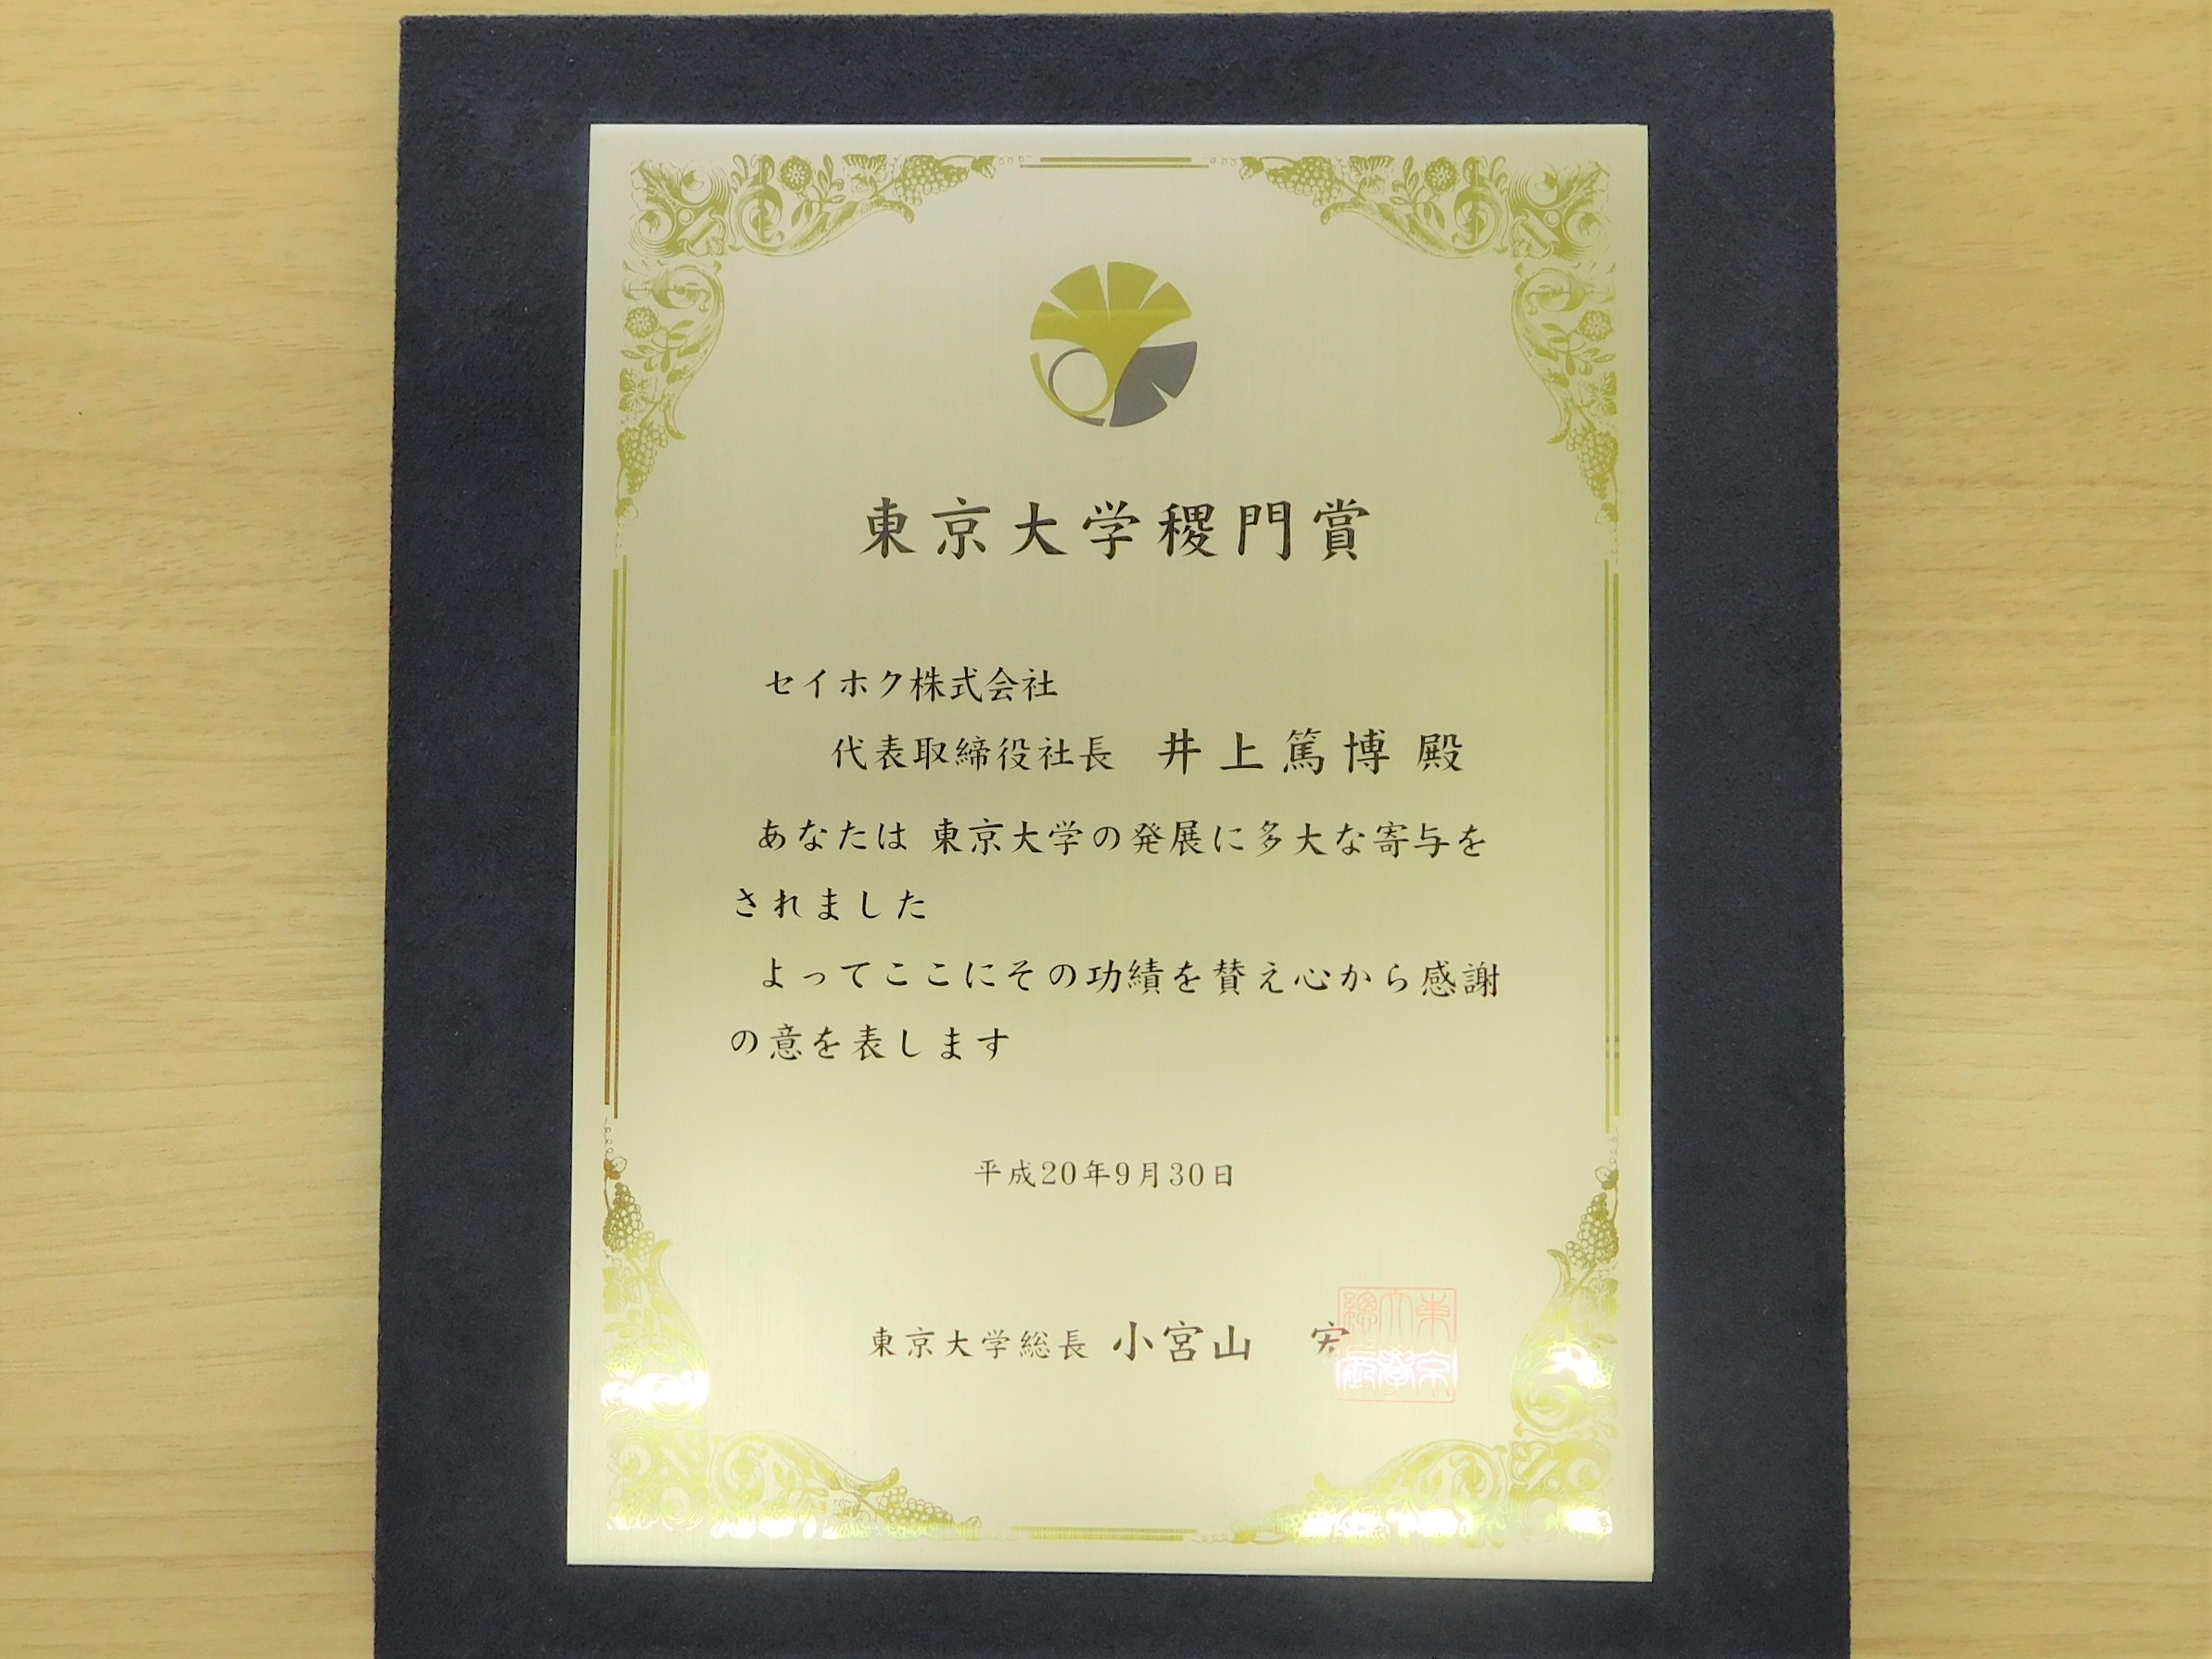 東京大学稷門賞
セイホク株式会社
代表取締役社長 井上篤博 殿
あなたは 東京大学の発展に多大な寄与を
されました
よってここにその功績を賛え心から感謝
の意を表します
平成20年9月30日
東京大学総長 小宮山 宏